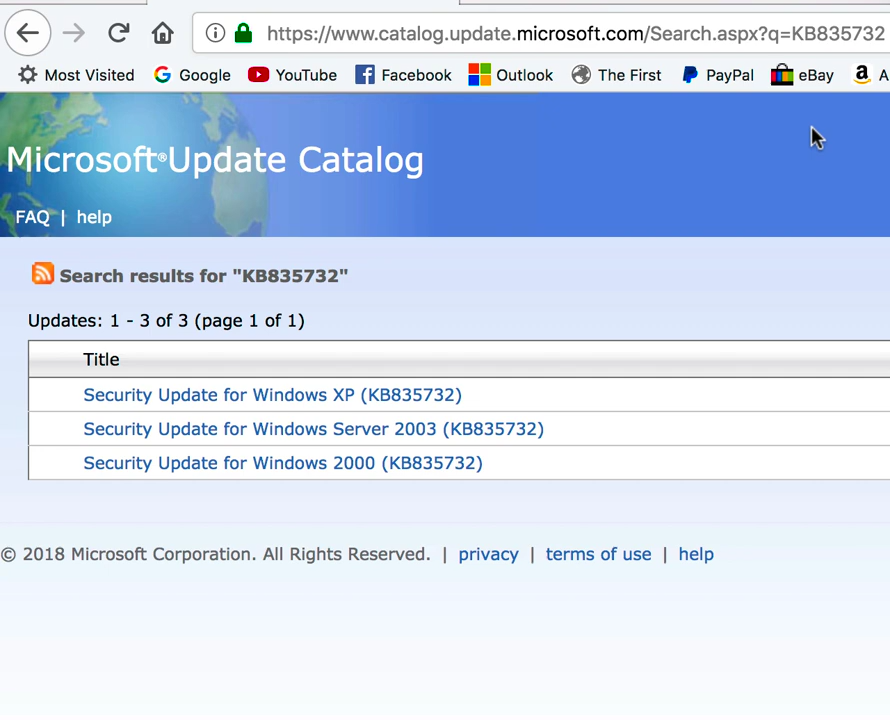 https://www.catalog.update.microsoft.com/Search.aspx?q=KB835732
Most Visited Google YouTube Facebook Outlook The First PayPal eBay A
Microsoft®Update Catalog
FAQ | help
Search results for "KB835732"
Updates: 1 - 3 of 3 (page 1 of 1)
Title
Security Update for Windows XP (KB835732)
Security Update for Windows Server 2003 (KB835732)
Security Update for Windows 2000 (KB835732)
© 2018 Microsoft Corporation. All Rights Reserved. | privacy | terms of use | help